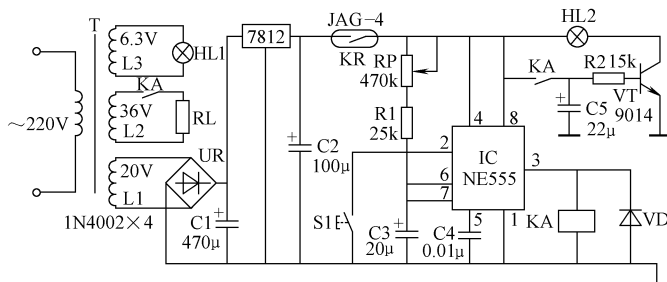 T
6.3V
L3
HL1
KA
36V
L2
RL
~220V
20V
L1
UR
1N4002×4
7812
JAG-4
KR
RP
470k
R1
25k
+
C1
470μ
+
C2
100μ
S1
+
C3
20μ
C4
0.01μ
2
6
7
4
8
IC
NE555
3
5
1
HL2
KA
R2 15k
+
C5
22μ
VT
9014
KA
VD